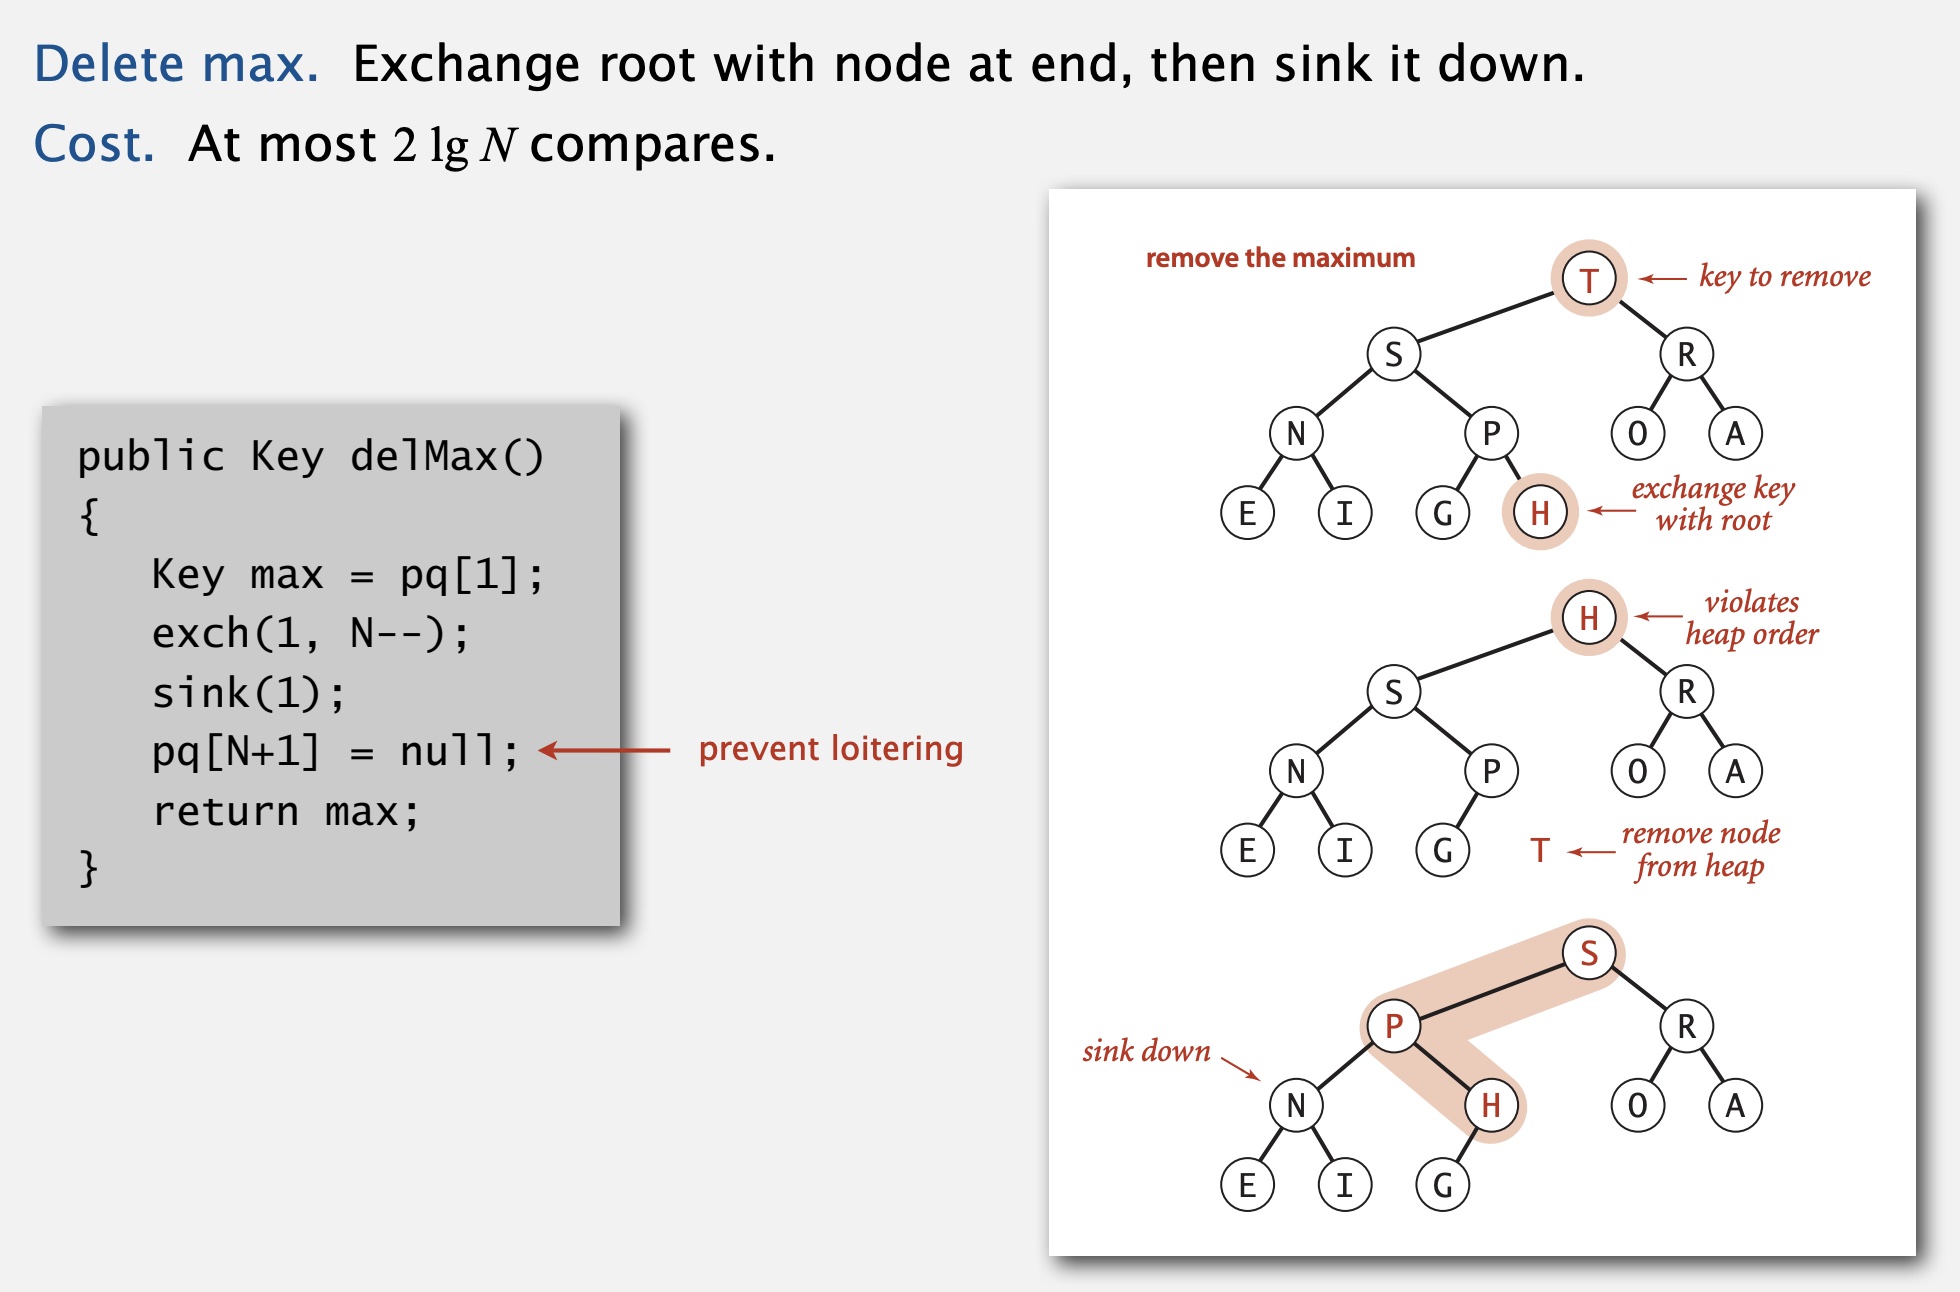 Delete max. Exchange root with node at end, then sink it down.
Cost. At most 2 lg N compares.
public Key delMax()
{
Key max = pq[1];
exch(1, N--);
sink(1);
pq[N+1] = null;
return max;
}
prevent loitering
remove the maximum
T
key to remove
S R
N P O A
E I G H
exchange key
with root
H
violates
heap order
S R
N P O A
E I G T
remove node
from heap
S
P R
sink down
N H O A
E I G